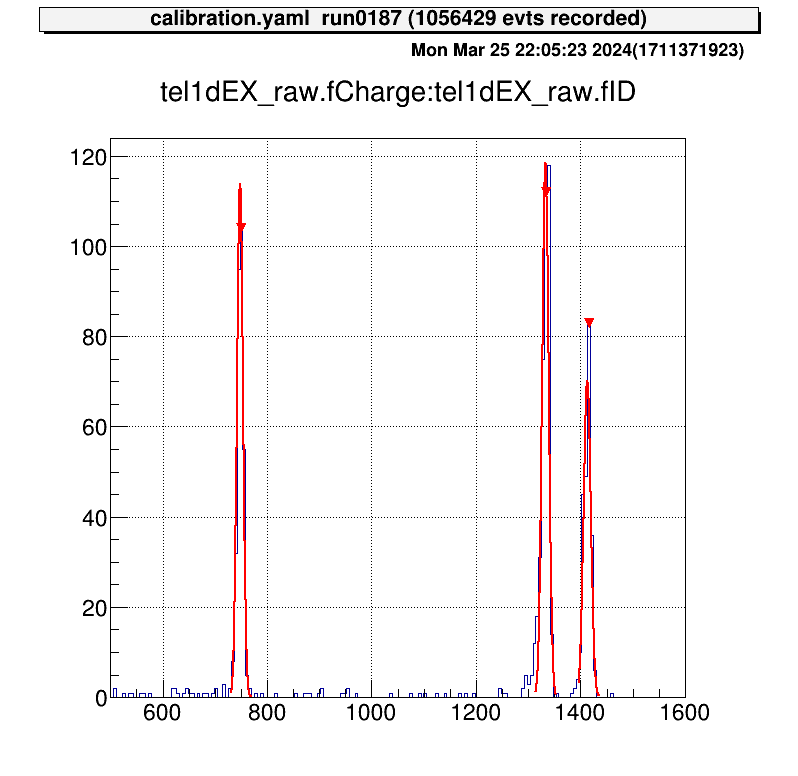 calibration.yaml run0187 (1056429 evts recorded)
Mon Mar 25 22:05:23 2024(1711371923)
tel1dEX_raw.fCharge:tel1dEX_raw.fID
120
100
80
60
40
20
0
600 800 1000 1200 1400 1600